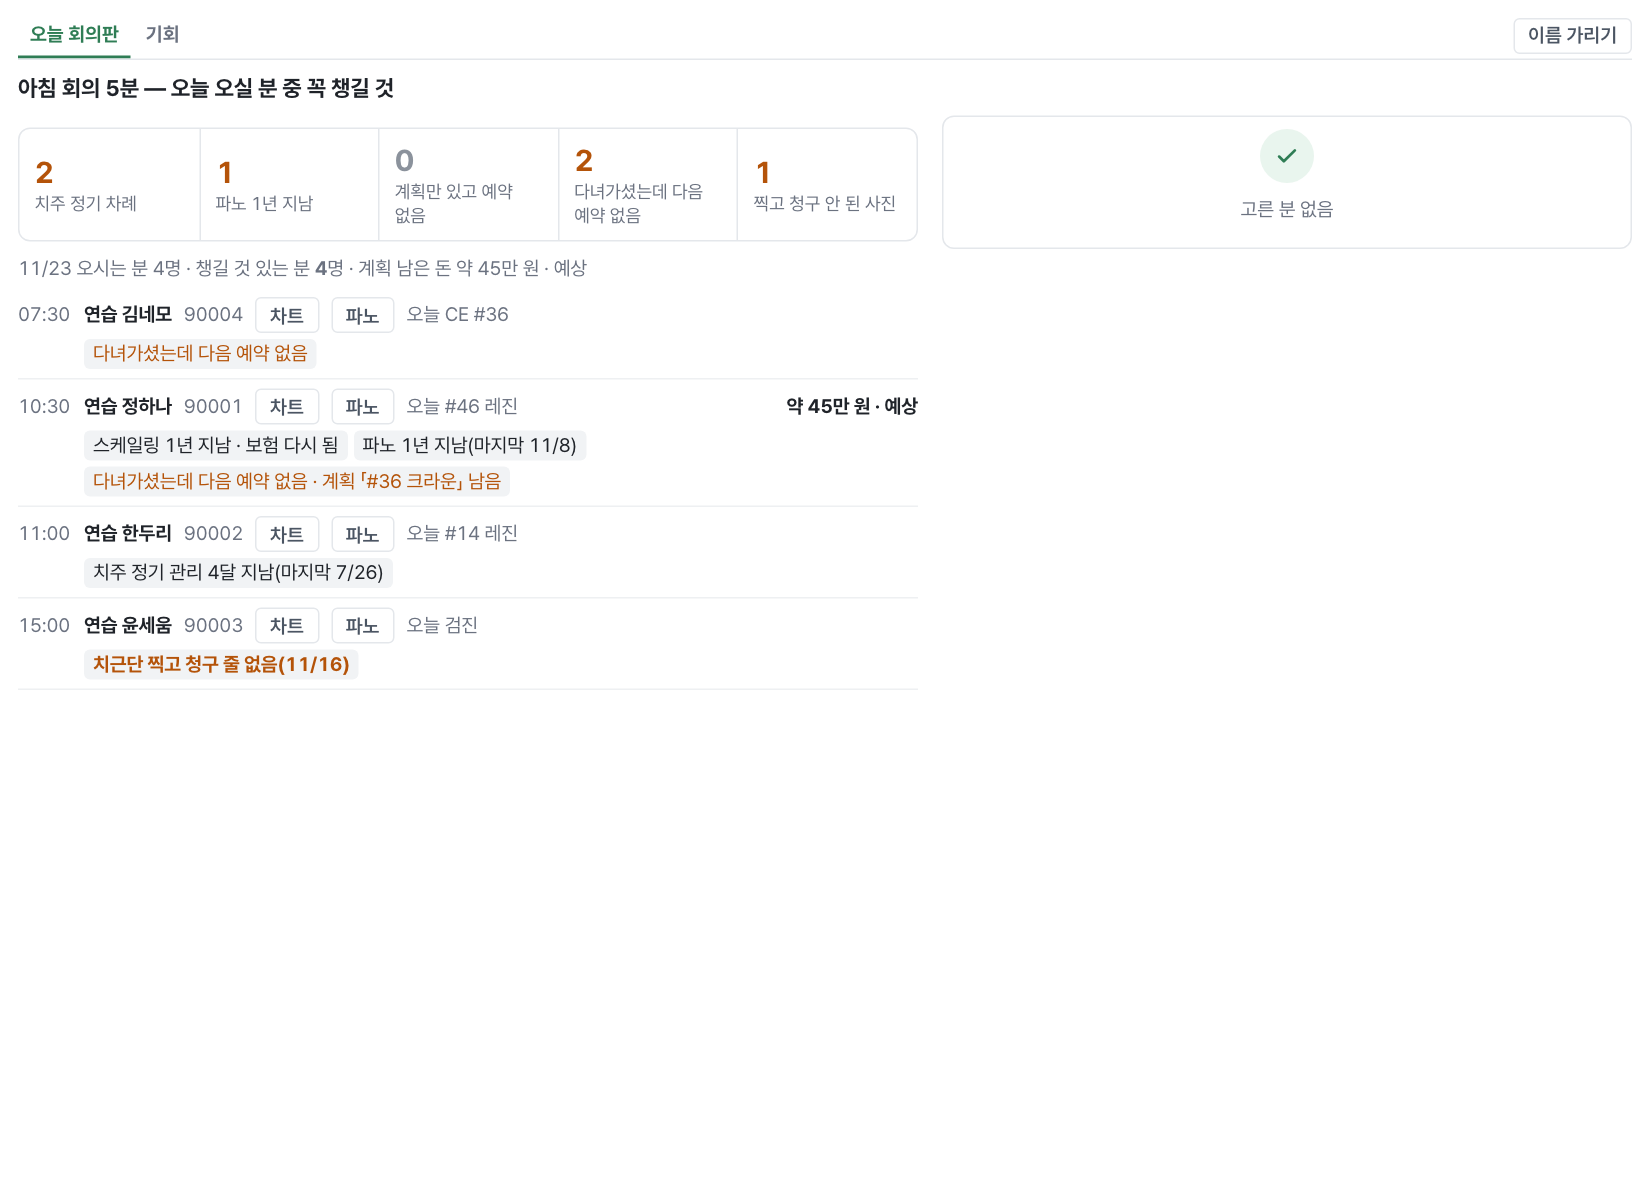 오늘 회의판 기회 이름 가리기
아침 회의 5분 — 오늘 오실 분 중 꼭 챙길 것
2
치주 정기 차례
1
파노 1년 지남
0
계획만 있고 예약
없음
2
다녀가셨는데 다음
예약 없음
1
찍고 청구 안 된 사진
고른 분 없음
11/23 오시는 분 4명 · 챙길 것 있는 분 4명 · 계획 남은 돈 약 45만 원 · 예상
07:30 연습 김네모 90004 차트 파노 오늘 CE #36
다녀가셨는데 다음 예약 없음
10:30 연습 정하나 90001 차트 파노 오늘 #46 레진 약 45만 원 · 예상
스케일링 1년 지남 · 보험 다시 됨 파노 1년 지남(마지막 11/8)
다녀가셨는데 다음 예약 없음 · 계획 「#36 크라운」 남음
11:00 연습 한두리 90002 차트 파노 오늘 #14 레진
치주 정기 관리 4달 지남(마지막 7/26)
15:00 연습 윤세움 90003 차트 파노 오늘 검진
치근단 찍고 청구 줄 없음(11/16)